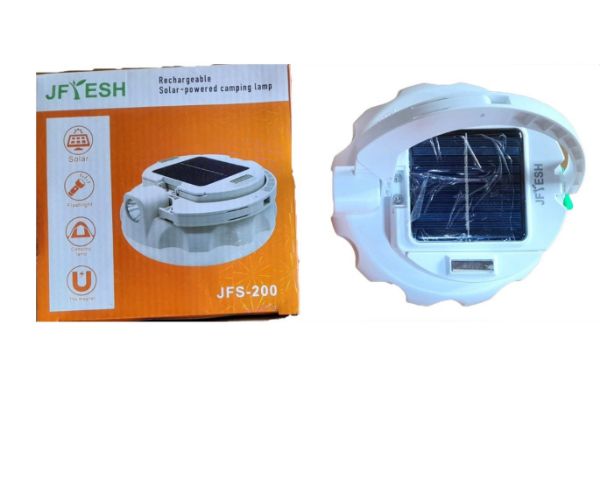 JFYESH
Rechargeable
Solar-powered camping lamp
Solar
Flashlight
Camping
lamp
The magnet
JFS-200
JFYESH